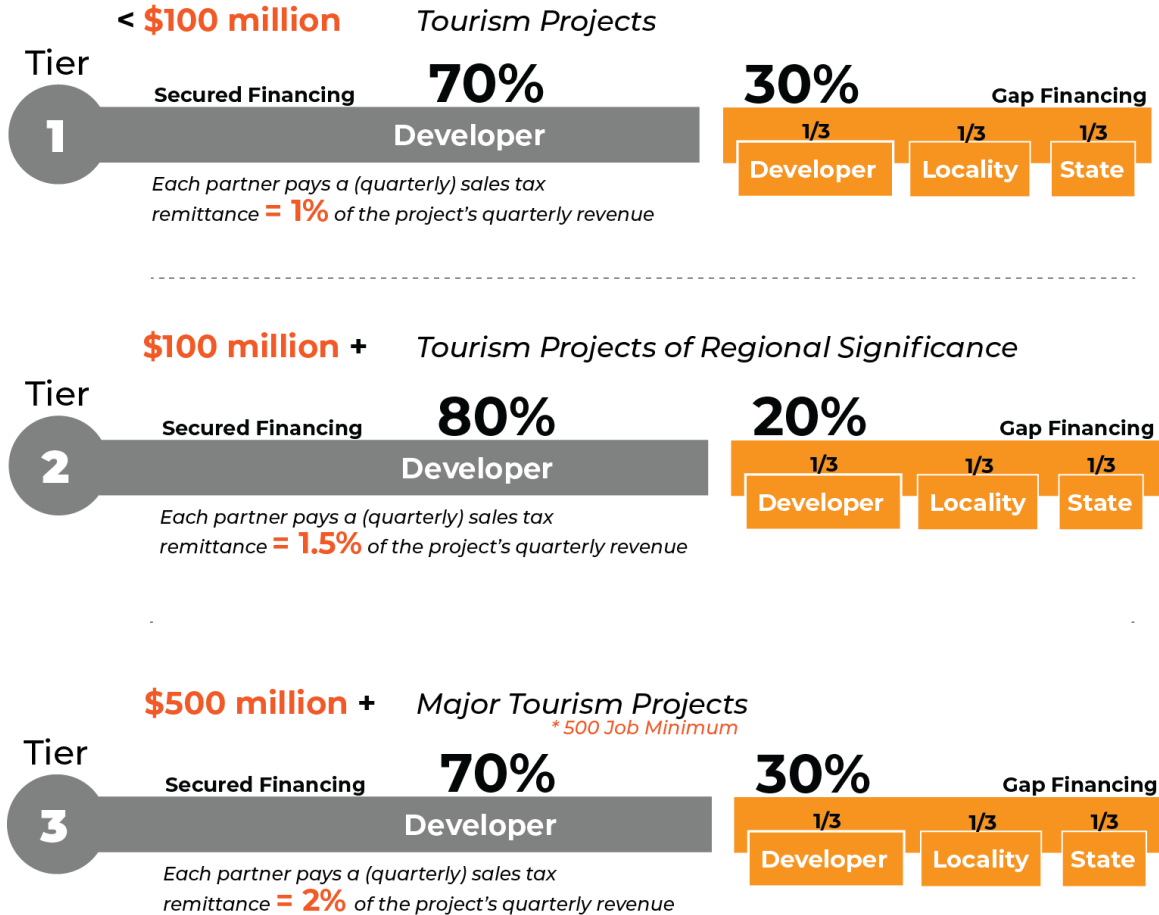 < $100 million Tourism Projects
Tier
1
Secured Financing 70% 30% Gap Financing
Developer
1/3 1/3 1/3
Developer Locality State
Each partner pays a (quarterly) sales tax
remittance = 1% of the project's quarterly revenue
$100 million + Tourism Projects of Regional Significance
Tier
2
Secured Financing 80% 20% Gap Financing
Developer
1/3 1/3 1/3
Developer Locality State
Each partner pays a (quarterly) sales tax
remittance = 1.5% of the project's quarterly revenue
$500 million + Major Tourism Projects
* 500 Job Minimum
Tier
3
Secured Financing 70% 30% Gap Financing
Developer
1/3 1/3 1/3
Developer Locality State
Each partner pays a (quarterly) sales tax
remittance = 2% of the project's quarterly revenue